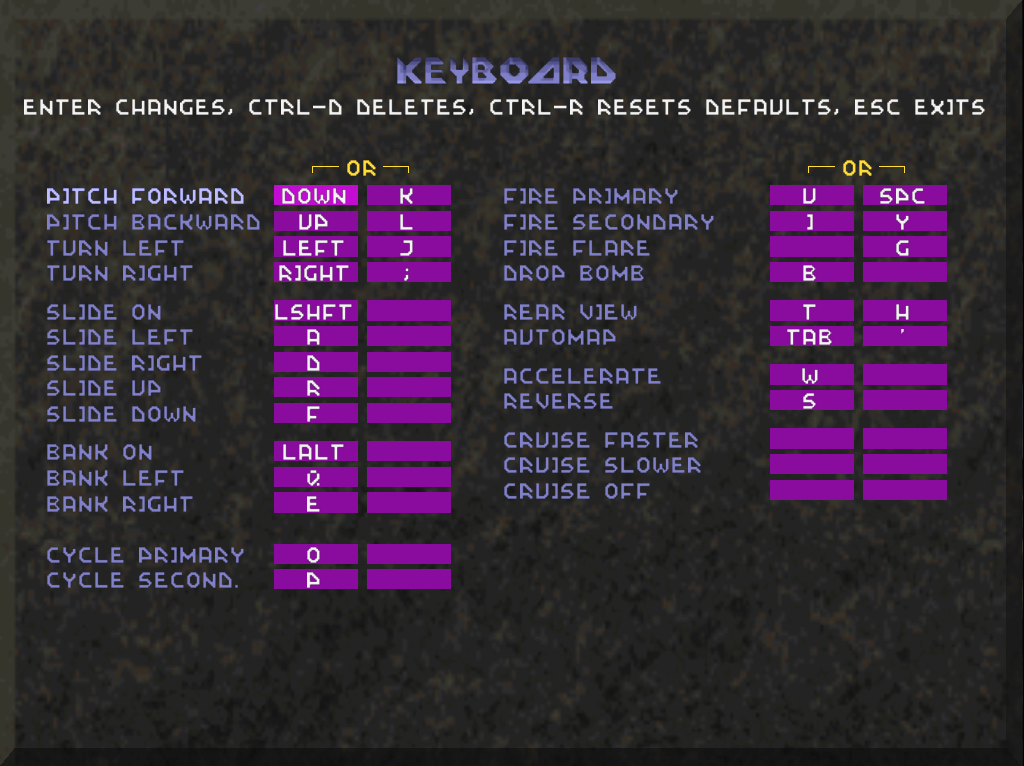 KEYBOARD
ENTER CHANGES, CTRL-D DELETES, CTRL-R RESETS DEFAULTS, ESC EXITS
OR
PITCH FORWARD DOWN K
PITCH BACKWARD UP L
TURN LEFT LEFT J
TURN RIGHT RIGHT ;
SLIDE ON LSHFT
SLIDE LEFT A
SLIDE RIGHT D
SLIDE UP R
SLIDE DOWN F
BANK ON LALT
BANK LEFT Q
BANK RIGHT E
CYCLE PRIMARY O
CYCLE SECOND. P
OR
FIRE PRIMARY U SPC
FIRE SECONDARY I Y
FIRE FLARE G
DROP BOMB B
REAR VIEW T H
AUTOMAP TAB '
ACCELERATE W
REVERSE S
CRUISE FASTER
CRUISE SLOWER
CRUISE OFF